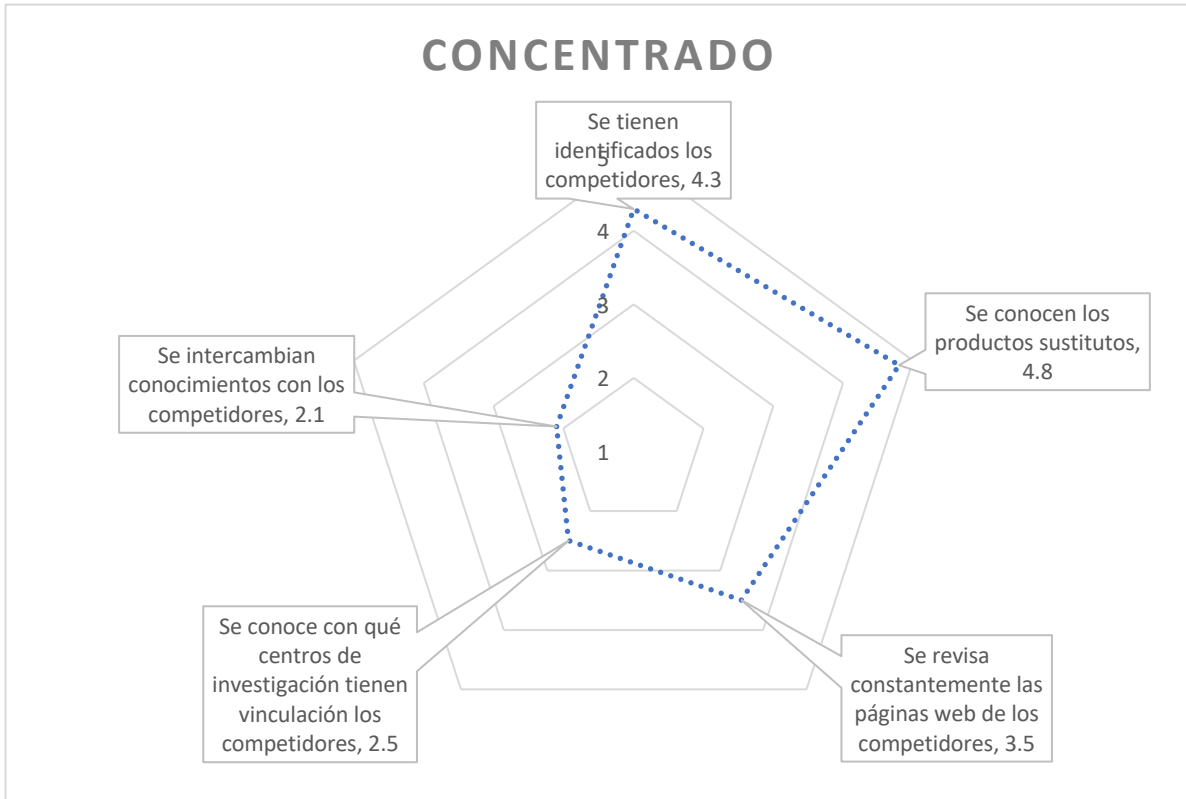 CONCENTRADO
Se tienen
identificados los
competidores, 4.3
5
4
3
2
1
Se conocen los
productos sustitutos,
4.8
Se intercambian
conocimientos con los
competidores, 2.1
Se conoce con qué
centros de
investigación tienen
vinculación los
competidores, 2.5
Se revisa
constantemente las
páginas web de los
competidores, 3.5